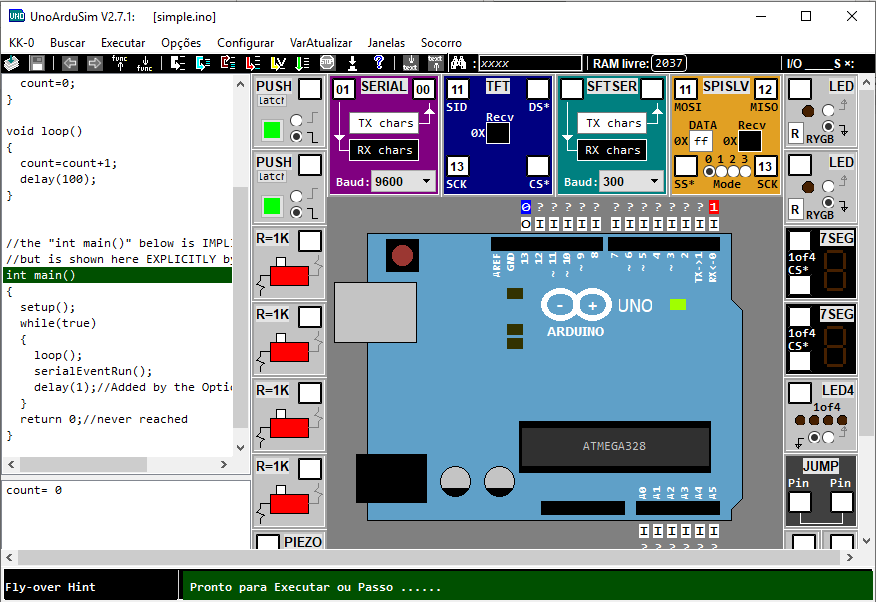 UnoArduSim V2.7.1: [simple.ino]
KK-0 Buscar Executar Opções Configurar VarAtualizar Janelas Socorro
func func STOP text text : xxxx RAM livre: 2037 I/O____S ×:
count=0;
}
void loop()
{
count=count+1;
delay(100);
}
//the "int main()" below is IMPL
//but is shown here EXPLICITLY by
int main()
{
setup();
while(true)
{
loop();
serialEventRun();
delay(1);//Added by the Optio
}
return 0;//never reached
}
count= 0
PUSH
latch
PUSH
latch
R=1K
R=1K
R=1K
R=1K
PIEZO
01 SERIAL 00
TX chars
RX chars
Baud: 9600
11 TFT
SID DS*
Recv
0X
13
SCK CS*
SFTSER
TX chars
RX chars
Baud: 300
11 SPISLV 12
MOSI MISO
DATA Recv
0X ff 0X
0 1 2 3 13
SS* Mode SCK
0 ? ? ? ? ? ? ? ? ? ? ? ? 1
O I I I I I I I I I I I I I
AREF GND 13 12 ~11 ~10 ~9 8 7 ~6 ~5 4 ~3 2 TX→1 RX←0
- + UNO
ARDUINO
ATMEGA328
A0 A1 A2 A3 A4 A5
I I I I I I
? ? ? ? ? ?
LED
R RYGB
LED
R RYGB
7SEG
1of4
CS*
7SEG
1of4
CS*
LED4
1of4
JUMP
Pin Pin
Fly-over Hint Pronto para Executar ou Passo ......